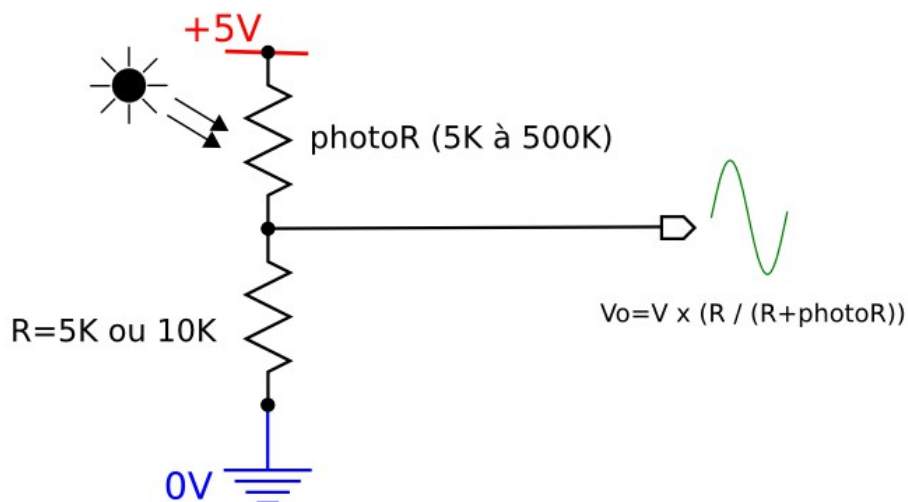 +5V
photoR (5K à 500K)
Vo=V x (R / (R+photoR))
R=5K ou 10K
0V